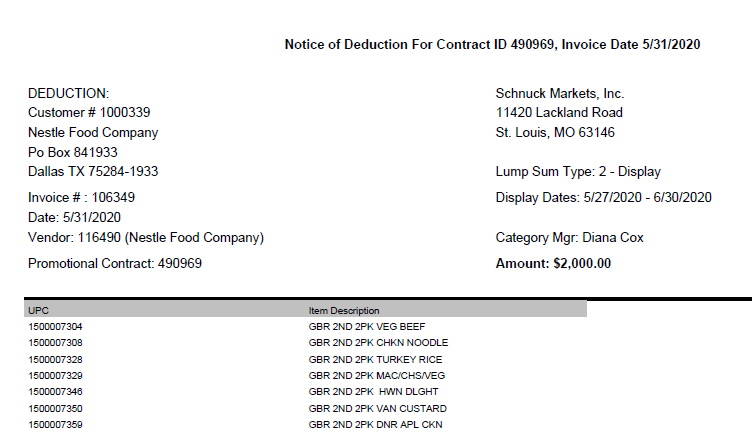 Notice of Deduction For Contract ID 490969, Invoice Date 5/31/2020
DEDUCTION:
Customer # 1000339
Nestle Food Company
Po Box 841933
Dallas TX 75284-1933
Invoice # : 106349
Date: 5/31/2020
Vendor: 116490 (Nestle Food Company)
Promotional Contract: 490969
Schnuck Markets, Inc.
11420 Lackland Road
St. Louis, MO 63146
Lump Sum Type: 2 - Display
Display Dates: 5/27/2020 - 6/30/2020
Category Mgr: Diana Cox
Amount: $2,000.00
UPC Item Description
1500007304 GBR 2ND 2PK VEG BEEF
1500007308 GBR 2ND 2PK CHKN NOODLE
1500007328 GBR 2ND 2PK TURKEY RICE
1500007329 GBR 2ND 2PK MAC/CHS/VEG
1500007346 GBR 2ND 2PK HWN DLGHT
1500007350 GBR 2ND 2PK VAN CUSTARD
1500007359 GBR 2ND 2PK DNR APL CKN